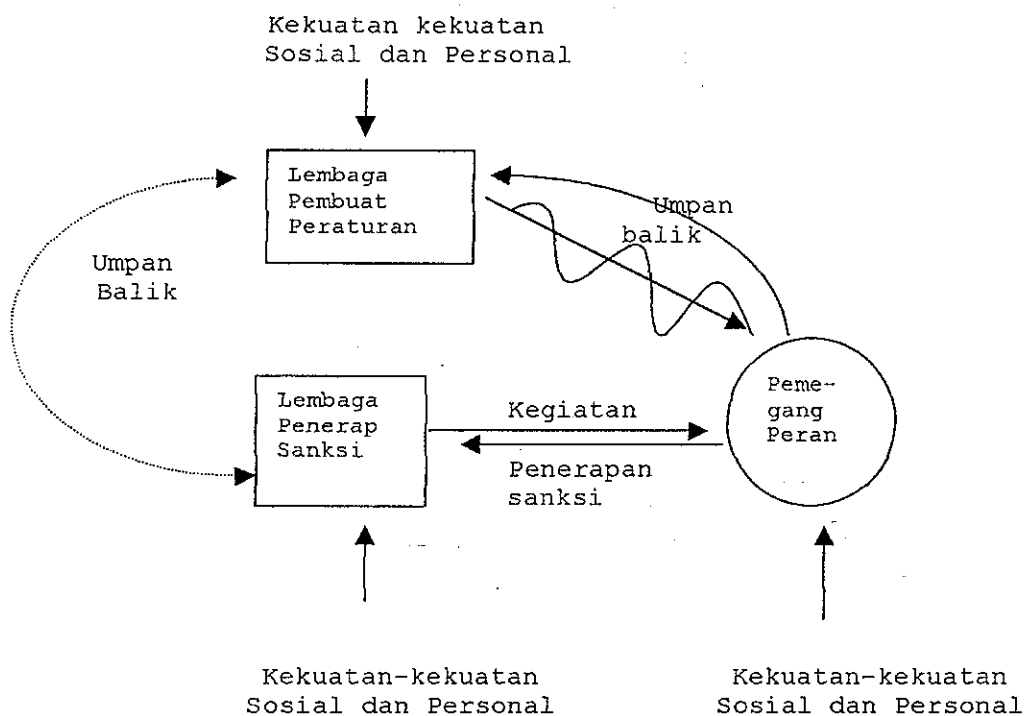 Kekuatan kekuatan
Sosial dan Personal
Lembaga
Pembuat
Peraturan
Umpan
balik
Umpan
Balik
Lembaga
Penerap
Sanksi
Kegiatan
Penerapan
sanksi
Peme-
gang
Peran
Kekuatan-kekuatan
Sosial dan Personal
Kekuatan-kekuatan
Sosial dan Personal